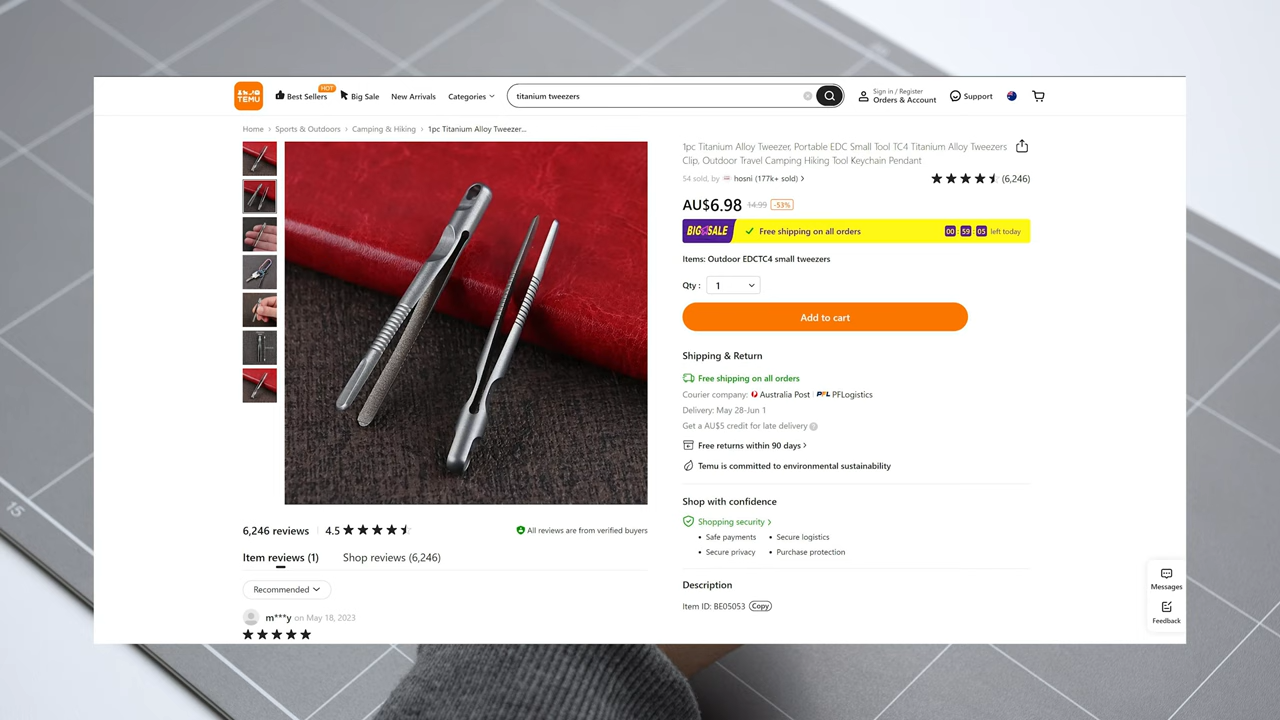 TEMU
Best Sellers
HOT
Big Sale
New Arrivals
Categories
titanium tweezers
Sign in / Register
Orders & Account
Support
Home > Sports & Outdoors > Camping & Hiking > 1pc Titanium Alloy Tweezer...
1pc Titanium Alloy Tweezer, Portable EDC Small Tool TC4 Titanium Alloy Tweezers
Clip, Outdoor Travel Camping Hiking Tool Keychain Pendant
54 sold, by hosni (177k+ sold) >
(6,246)
AU$6.98 14.99 -53%
BIG SALE
Free shipping on all orders
00 : 59 : 05 left today
Items: Outdoor EDCTC4 small tweezers
Qty : 1
Add to cart
Shipping & Return
Free shipping on all orders
Courier company: Australia Post PFL PFLogistics
Delivery: May 28-Jun 1
Get a AU$5 credit for late delivery ?
Free returns within 90 days >
Temu is committed to environmental sustainability
Shop with confidence
Shopping security >
• Safe payments • Secure logistics
• Secure privacy • Purchase protection
Description
Item ID: BE05053 Copy
6,246 reviews 4.5
All reviews are from verified buyers
Item reviews (1) Shop reviews (6,246)
Recommended
m***y on May 18, 2023
Messages
Feedback
15